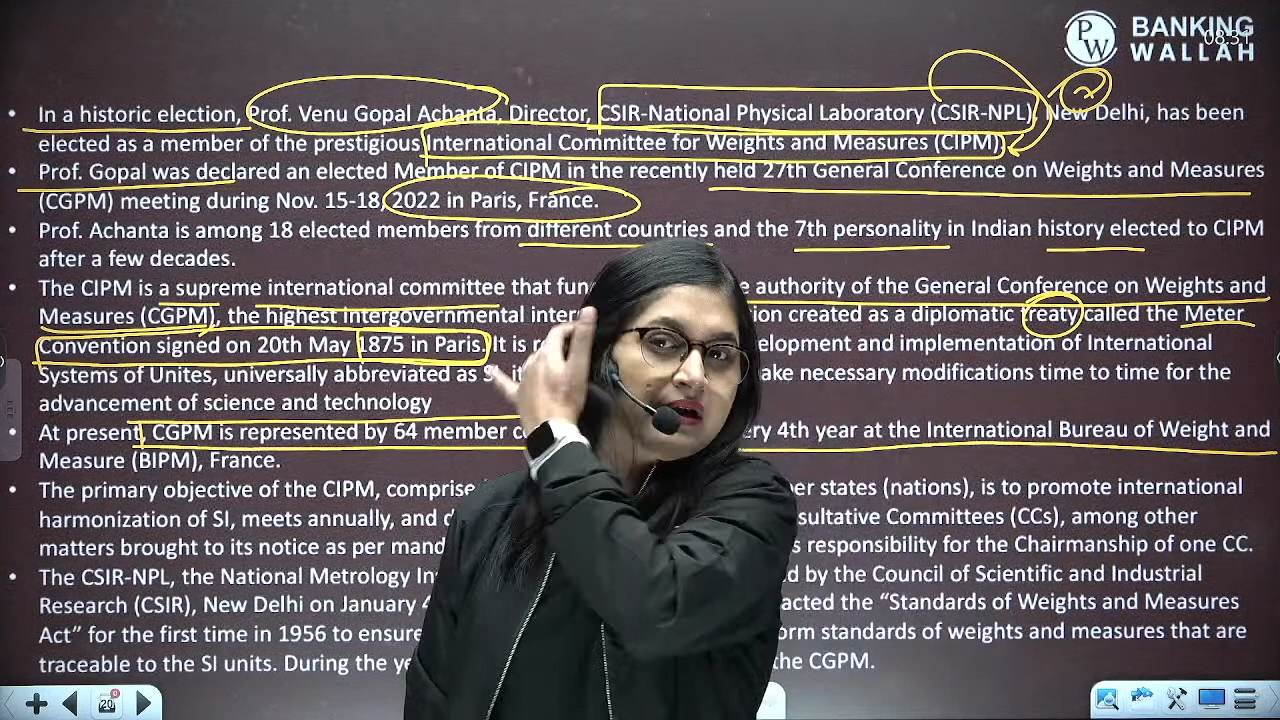 PW BANKING
WALLAH
08:31
• In a historic election, Prof. Venu Gopal Achanta, Director, CSIR-National Physical Laboratory (CSIR-NPL), New Delhi, has been
elected as a member of the prestigious International Committee for Weights and Measures (CIPM).
• Prof. Gopal was declared an elected Member of CIPM in the recently held 27th General Conference on Weights and Measures
(CGPM) meeting during Nov. 15-18, 2022 in Paris, France.
• Prof. Achanta is among 18 elected members from different countries and the 7th personality in Indian history elected to CIPM
after a few decades.
• The CIPM is a supreme international committee that fun e authority of the General Conference on Weights and
Measures (CGPM), the highest intergovernmental inter ion created as a diplomatic treaty called the Meter
Convention signed on 20th May 1875 in Paris. It is r elopment and implementation of International
Systems of Unites, universally abbreviated as S ake necessary modifications time to time for the
advancement of science and technology
• At present, CGPM is represented by 64 member c ery 4th year at the International Bureau of Weight and
Measure (BIPM), France.
• The primary objective of the CIPM, comprise er states (nations), is to promote international
harmonization of SI, meets annually, and d sultative Committees (CCs), among other
matters brought to its notice as per mand s responsibility for the Chairmanship of one CC.
• The CSIR-NPL, the National Metrology In d by the Council of Scientific and Industrial
Research (CSIR), New Delhi on January 4 acted the “Standards of Weights and Measures
Act” for the first time in 1956 to ensure orm standards of weights and measures that are
traceable to the SI units. During the ye the CGPM.
20
0